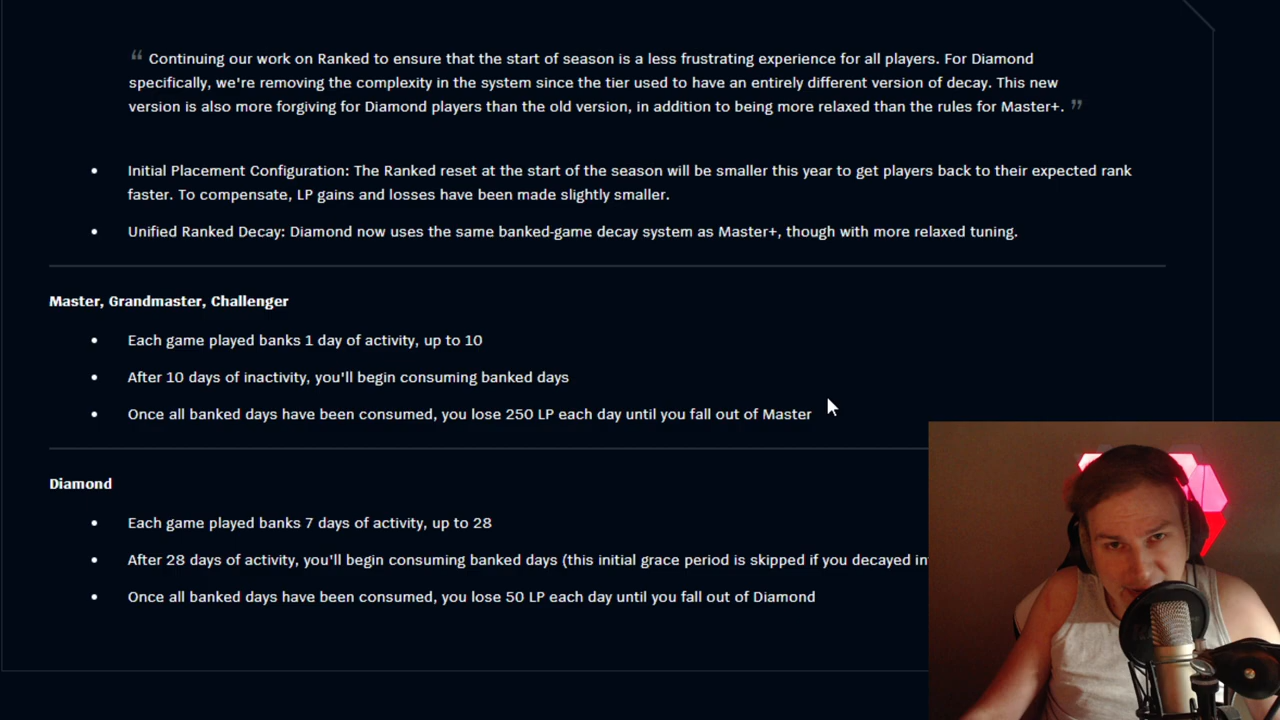 “ Continuing our work on Ranked to ensure that the start of season is a less frustrating experience for all players. For Diamond
specifically, we're removing the complexity in the system since the tier used to have an entirely different version of decay. This new
version is also more forgiving for Diamond players than the old version, in addition to being more relaxed than the rules for Master+. ”
• Initial Placement Configuration: The Ranked reset at the start of the season will be smaller this year to get players back to their expected rank
faster. To compensate, LP gains and losses have been made slightly smaller.
• Unified Ranked Decay: Diamond now uses the same banked-game decay system as Master+, though with more relaxed tuning.
Master, Grandmaster, Challenger
• Each game played banks 1 day of activity, up to 10
• After 10 days of inactivity, you'll begin consuming banked days
• Once all banked days have been consumed, you lose 250 LP each day until you fall out of Master
Diamond
• Each game played banks 7 days of activity, up to 28
• After 28 days of activity, you'll begin consuming banked days (this initial grace period is skipped if you decayed
• Once all banked days have been consumed, you lose 50 LP each day until you fall out of Diamond